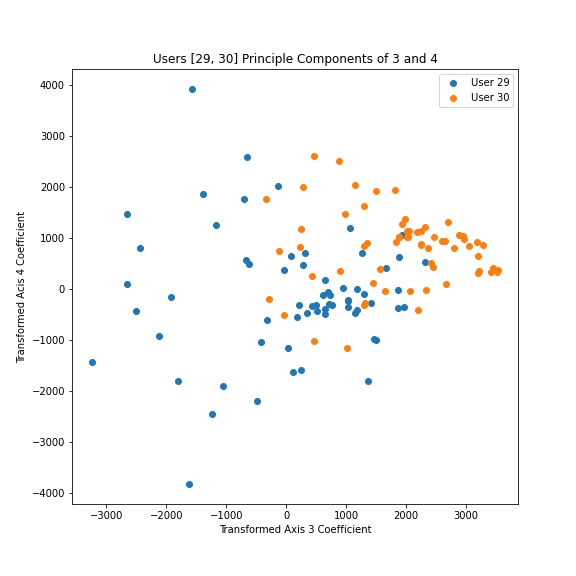 Users [29, 30] Principle Components of 3 and 4
User 29
User 30
Transformed Acis 4 Coefficient
4000
3000
2000
1000
0
−1000
−2000
−3000
−4000
−3000 −2000 −1000 0 1000 2000 3000
Transformed Axis 3 Coefficient